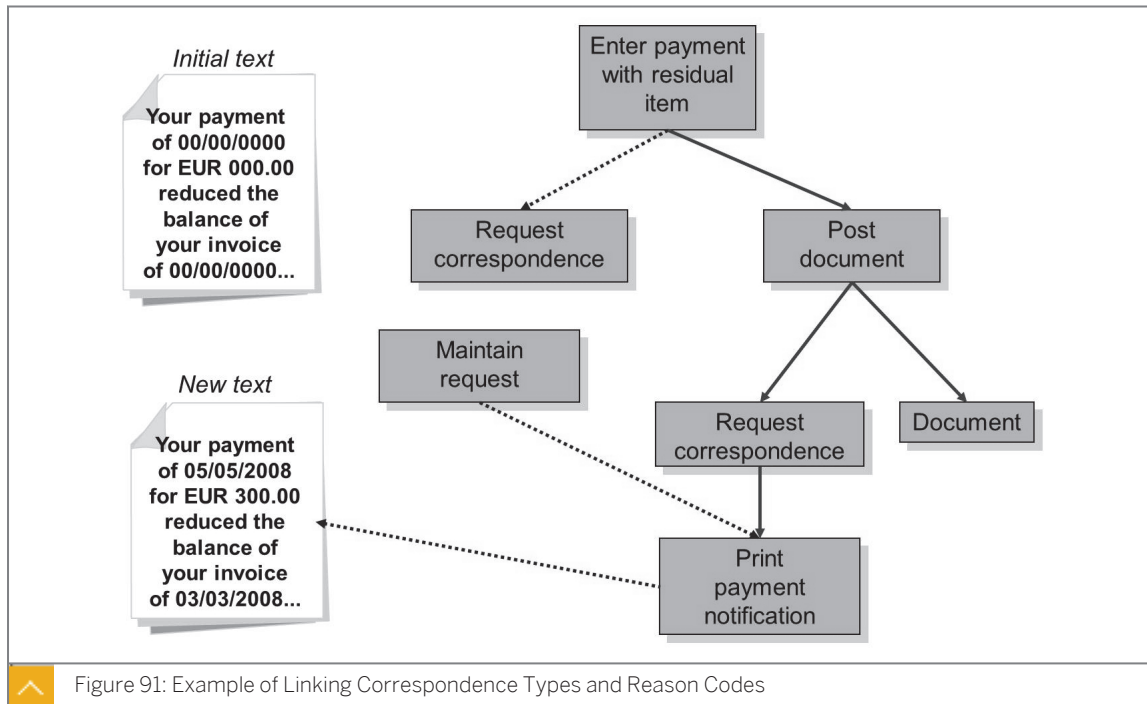 Initial text
Your payment
of 00/00/0000
for EUR 000.00
reduced the
balance of
your invoice
of 00/00/0000...
Enter payment
with residual
item
Request
correspondence
Post
document
Maintain
request
New text
Your payment
of 05/05/2008
for EUR 300.00
reduced the
balance of
your invoice
of 03/03/2008...
Request
correspondence
Document
Print
payment
notification
Figure 91: Example of Linking Correspondence Types and Reason Codes